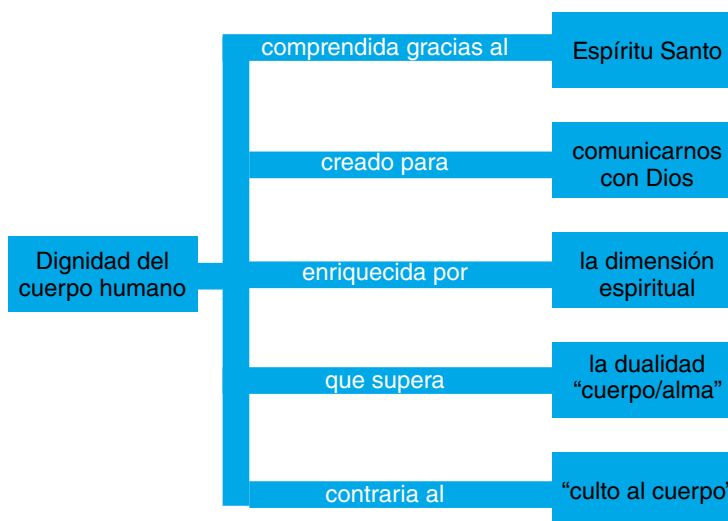 comprendida gracias al
Espíritu Santo
creado para
comunicarnos
con Dios
Dignidad del
cuerpo humano
enriquecida por
la dimensión
espiritual
que supera
la dualidad
“cuerpo/alma”
contraria al
“culto al cuerpo”